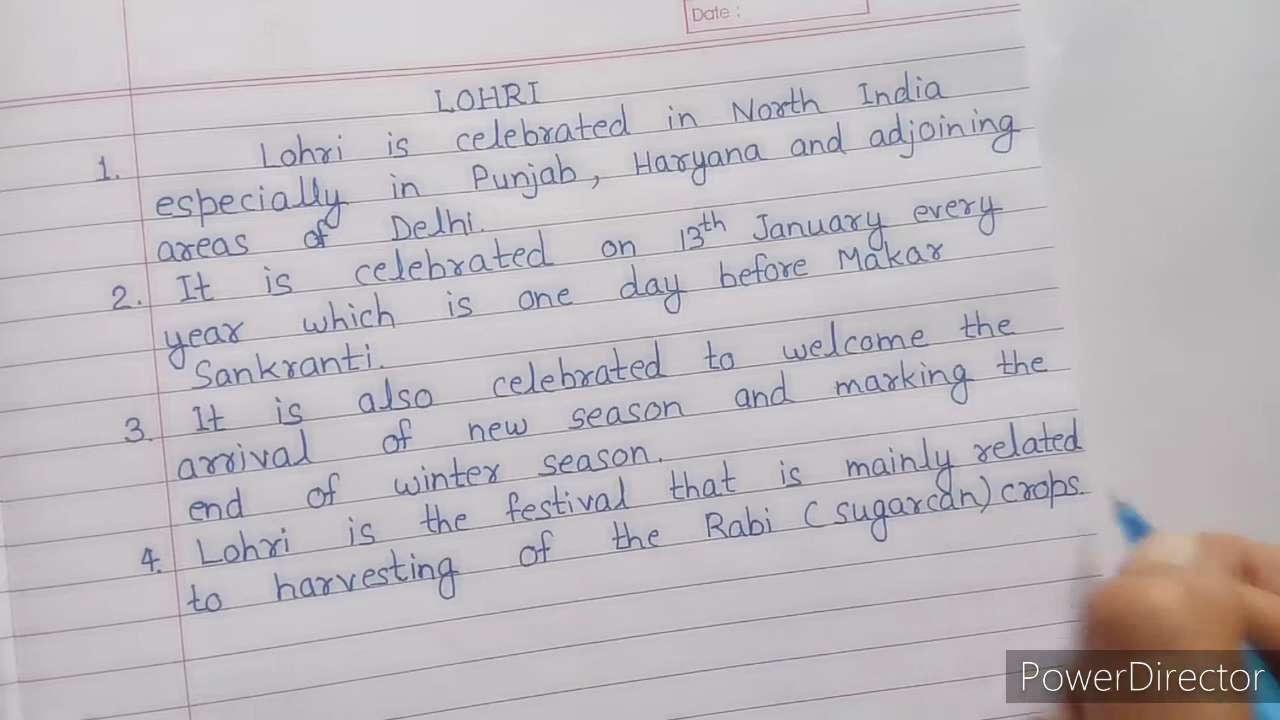 Date :
LOHRI
1. Lohri is celebrated in North India
especially in Punjab, Haryana and adjoining
areas of Delhi.
2. It is celebrated on 13th January every
year which is one day before Makar
Sankranti.
3. It is also celebrated to welcome the
arrival of new season and marking the
end of winter season.
4. Lohri is the festival that is mainly related
to harvesting of the Rabi (sugarcan) crops.
PowerDirector